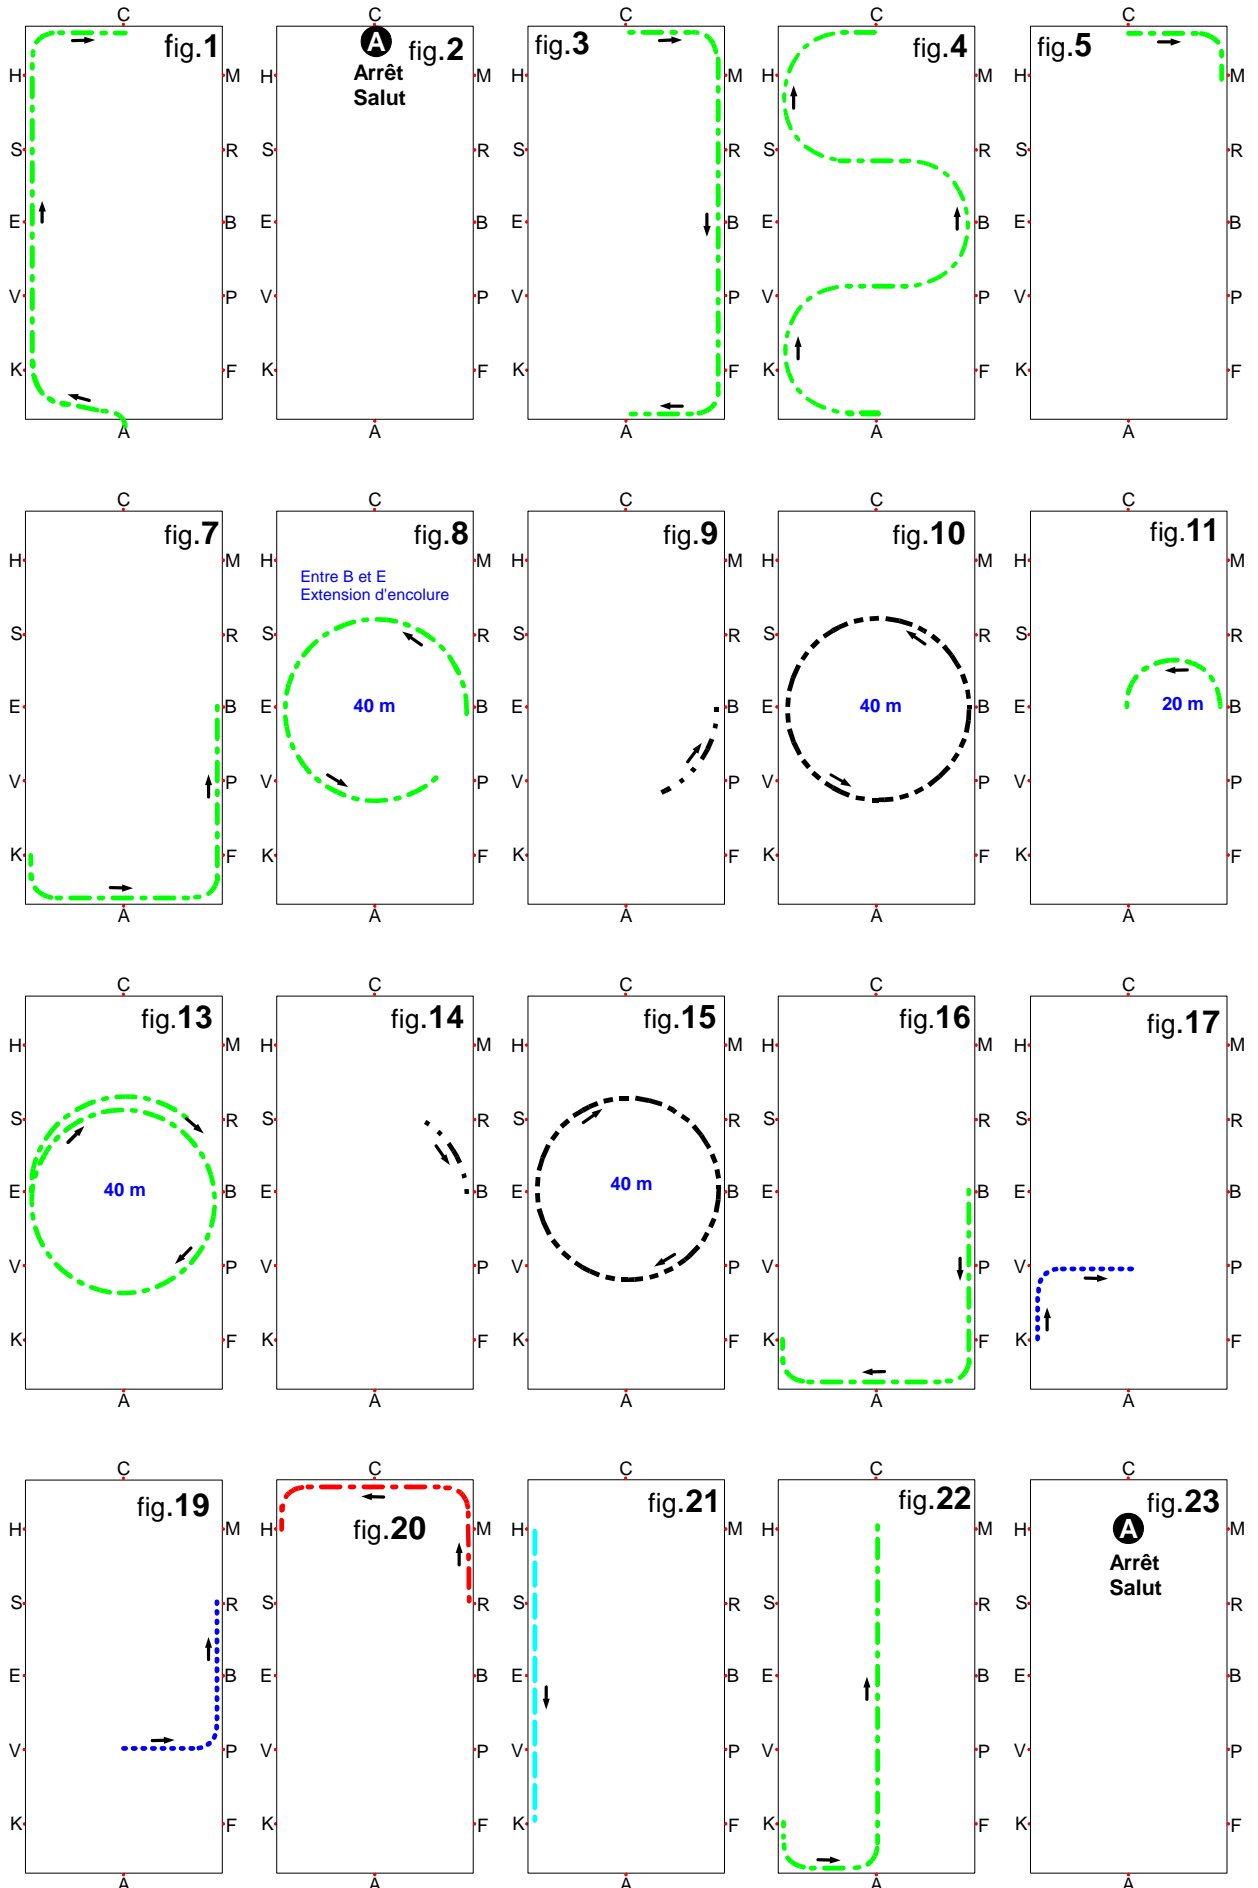 C C C C C
fig.1 A fig.2 fig.3 fig.4 fig.5
Arrêt
Salut
H H M H M H M H M
S S R S R S R S R
E E B E B E B E B
V V P V P V P V P
K K F K F K F K F
A A A A A
C C C C C
fig.7 fig.8 fig.9 fig.10 fig.11
H H M H M H M H M
Entre B et E
Extension d'encolure
S S R S R S R S R
E B E 40 m B E B E 40 m B E 20 m B
V P V P V P V P V P
K F K F K F K F K F
A A A A A
C C C C C
fig.13 fig.14 fig.15 fig.16 fig.17
H M H M H M H M H M
S R S R S R S R S R
E 40 m B E B E 40 m B E B E B
V P V P V P V P V P
K F K F K F K F K F
A A A A A
C C C C C
fig.19 fig.20 fig.21 fig.22 fig.23
H M H M H M H M H A M
Arrêt
Salut
S R S R S R S R S R
E B E B E B E B E B
V P V P V P V P V P
K F K F K F K F K F
A A A A A